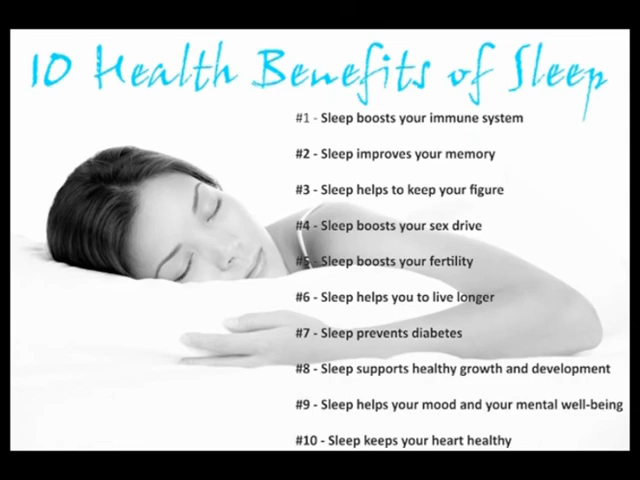 10 Health Benefits of Sleep
#1 - Sleep boosts your immune system
#2 - Sleep improves your memory
#3 - Sleep helps to keep your figure
#4 - Sleep boosts your sex drive
#5 - Sleep boosts your fertility
#6 - Sleep helps you to live longer
#7 - Sleep prevents diabetes
#8 - Sleep supports healthy growth and development
#9 - Sleep helps your mood and your mental well-being
#10 - Sleep keeps your heart healthy